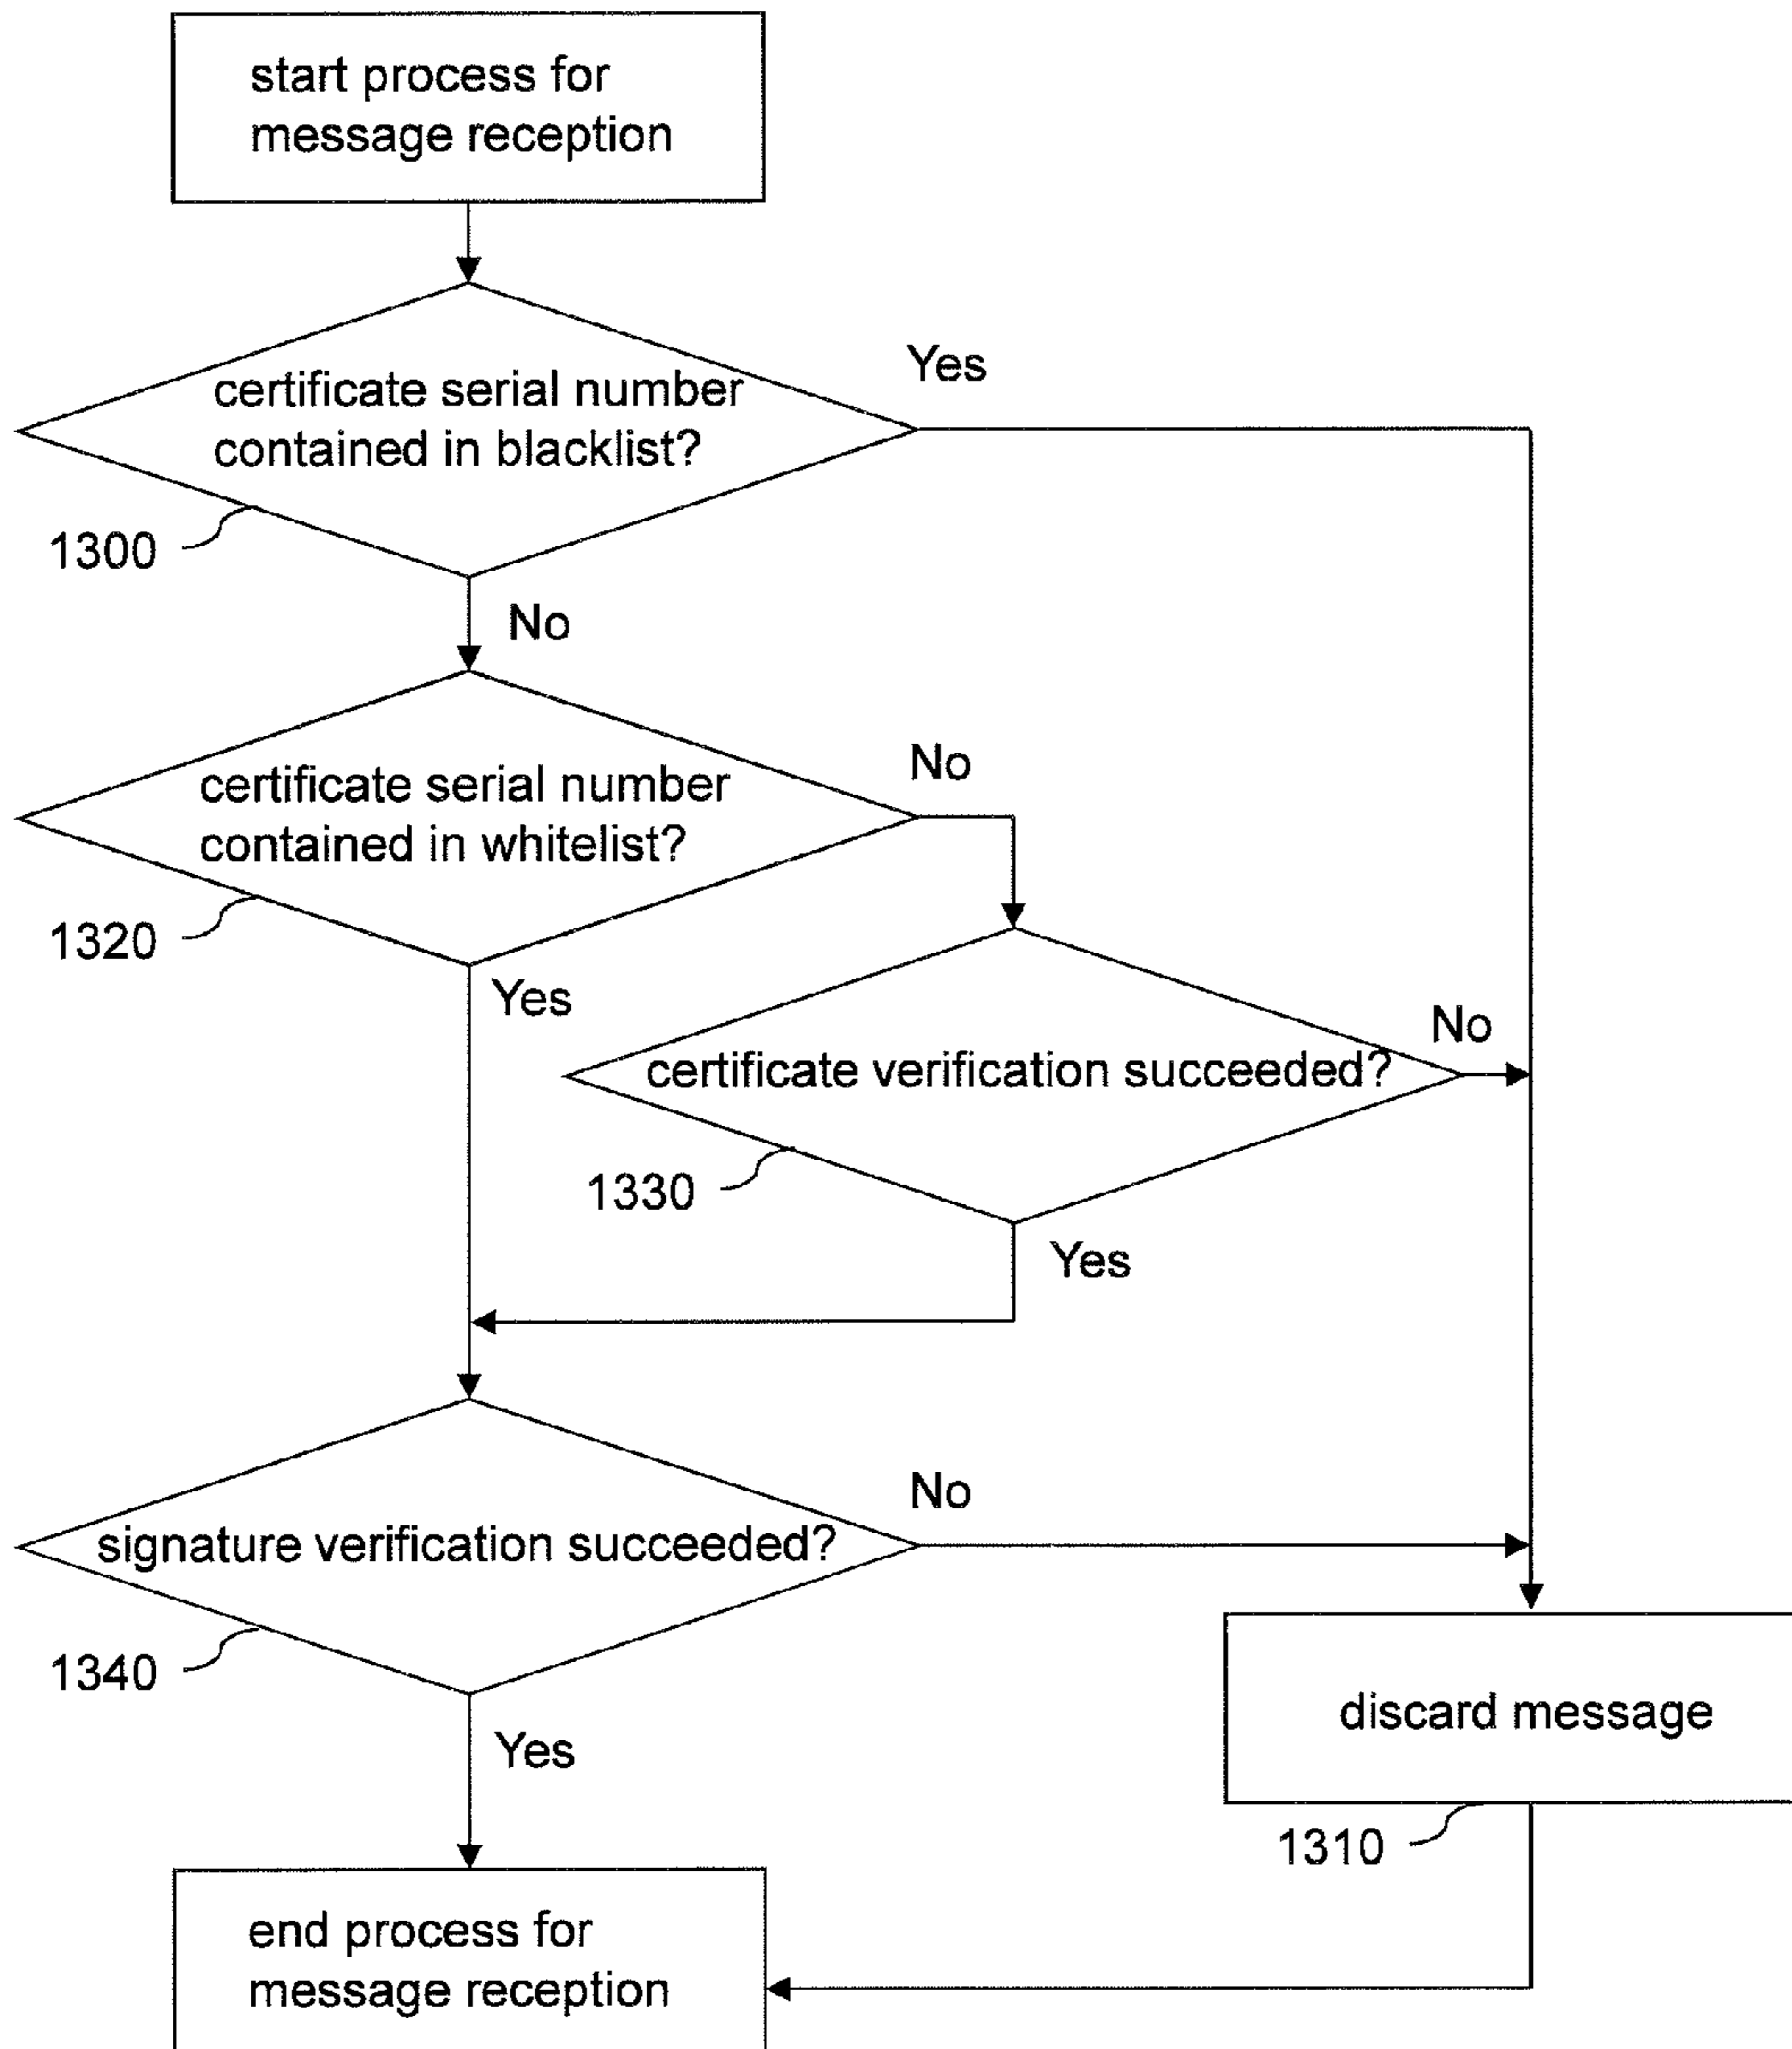 start process for
message reception
certificate serial number
contained in blacklist?
Yes
1300
No
certificate serial number
contained in whitelist?
No
1320
Yes
certificate verification succeeded?
No
1330
Yes
signature verification succeeded?
No
1340
Yes
discard message
1310
end process for
message reception